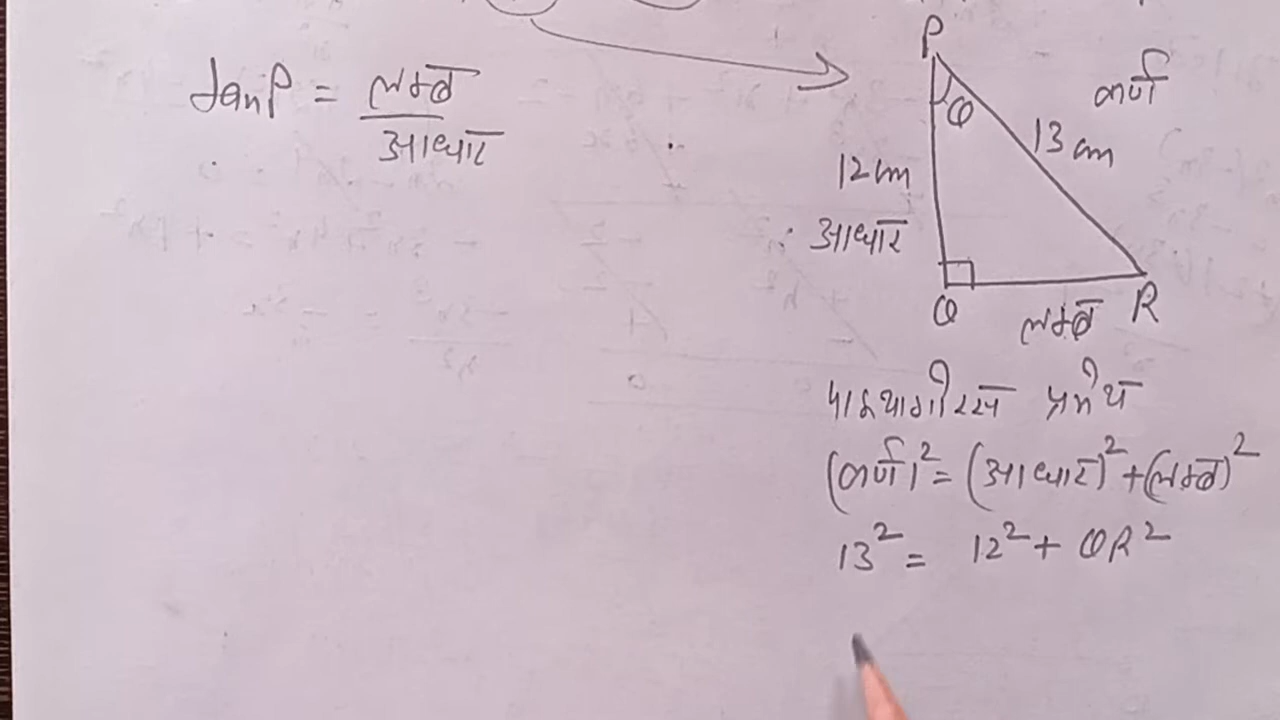 tanP = लम्ब / आधार
P
θ
कर्ण
13 cm
12 cm
आधार
Q
लम्ब
R
पाइथागोरस प्रमेय
(कर्ण)² = (आधार)² + (लम्ब)²
13² = 12² + QR²